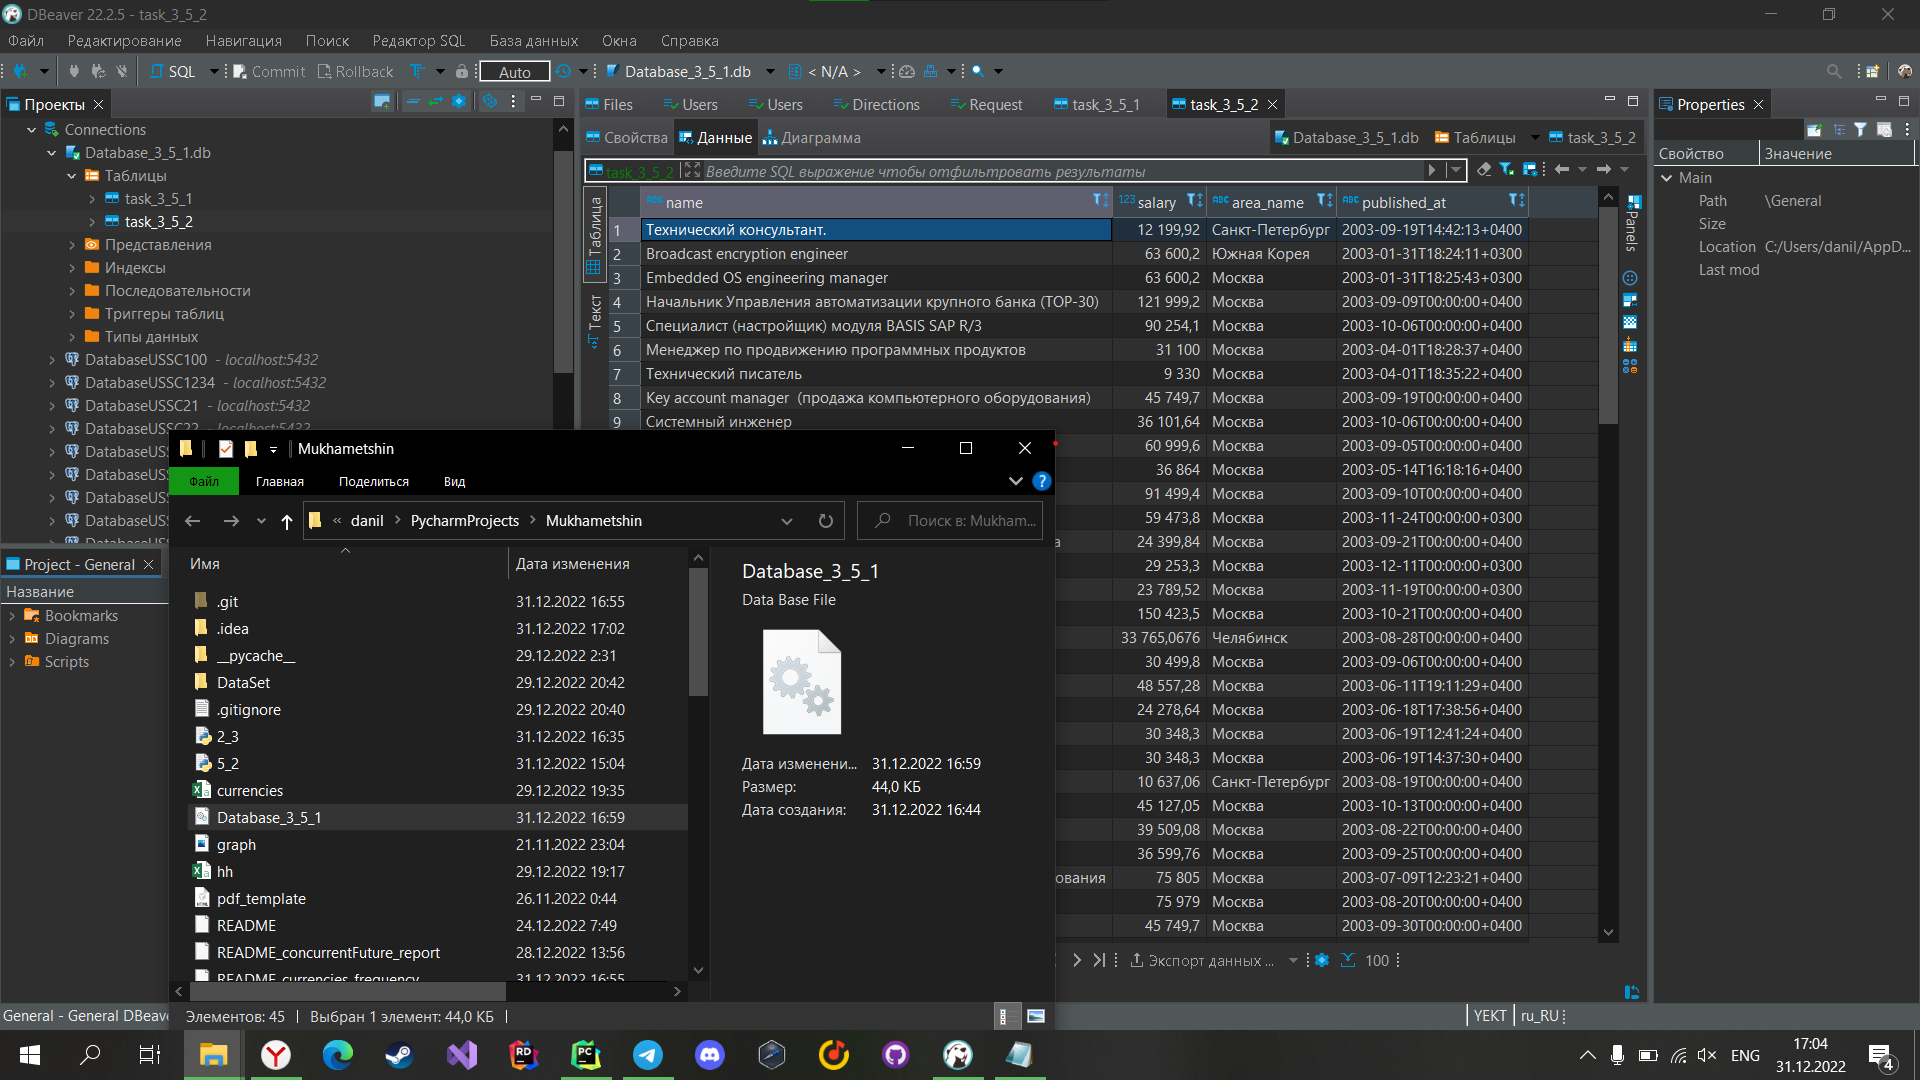 DBeaver 22.2.5 - task_3_5_2
Файл Редактирование Навигация Поиск Редактор SQL База данных Окна Справка
SQL Commit Rollback Auto Database_3_5_1.db < N/A >
Проекты
Connections
Database_3_5_1.db
Таблицы
task_3_5_1
task_3_5_2
Представления
Индексы
Последовательности
Триггеры таблиц
Типы данных
DatabaseUSSC100 - localhost:5432
DatabaseUSSC1234 - localhost:5432
DatabaseUSSC21 - localhost:5432
DatabaseUSSC22 - localhost:5432
DatabaseUS
DatabaseUS
DatabaseUS
DatabaseUS
Project - General
Название
Bookmarks
Diagrams
Scripts
Files Users Users Directions Request task_3_5_1 task_3_5_2
Свойства Данные Диаграмма Database_3_5_1.db Таблицы task_3_5_2
task_3_5_2 Введите SQL выражение чтобы отфильтровать результаты
Таблица
Текст
ABC name 123 salary ABC area_name ABC published_at
1 Технический консультант. 12 199,92 Санкт-Петербург 2003-09-19T14:42:13+0400
2 Broadcast encryption engineer 63 600,2 Южная Корея 2003-01-31T18:24:11+0300
3 Embedded OS engineering manager 63 600,2 Москва 2003-01-31T18:25:43+0300
4 Начальник Управления автоматизации крупного банка (TOP-30) 121 999,2 Москва 2003-09-09T00:00:00+0400
5 Специалист (настройщик) модуля BASIS SAP R/3 90 254,1 Москва 2003-10-06T00:00:00+0400
6 Менеджер по продвижению программных продуктов 31 100 Москва 2003-04-01T18:28:37+0400
7 Технический писатель 9 330 Москва 2003-04-01T18:35:22+0400
8 Key account manager (продажа компьютерного оборудования) 45 749,7 Москва 2003-09-19T00:00:00+0400
9 Системный инженер 36 101,64 Москва 2003-10-06T00:00:00+0400
60 999,6 Москва 2003-09-05T00:00:00+0400
36 864 Москва 2003-05-14T16:18:16+0400
91 499,4 Москва 2003-09-10T00:00:00+0400
59 473,8 Москва 2003-11-24T00:00:00+0300
а 24 399,84 Москва 2003-09-21T00:00:00+0400
29 253,3 Москва 2003-12-11T00:00:00+0300
23 789,52 Москва 2003-11-19T00:00:00+0300
150 423,5 Москва 2003-10-21T00:00:00+0400
33 765,0676 Челябинск 2003-08-28T00:00:00+0400
30 499,8 Москва 2003-09-06T00:00:00+0400
48 557,28 Москва 2003-06-11T19:11:29+0400
24 278,64 Москва 2003-06-18T17:38:56+0400
30 348,3 Москва 2003-06-19T12:41:24+0400
30 348,3 Москва 2003-06-19T14:37:30+0400
10 637,06 Санкт-Петербург 2003-08-19T00:00:00+0400
45 127,05 Москва 2003-10-13T00:00:00+0400
39 509,08 Москва 2003-08-22T00:00:00+0400
36 599,76 Москва 2003-09-25T00:00:00+0400
ования 75 805 Москва 2003-07-09T12:23:21+0400
75 979 Москва 2003-08-20T00:00:00+0400
45 749,7 Москва 2003-09-30T00:00:00+0400
Экспорт данных ... 100
Panels
Properties
Свойство Значение
Main
Path \General
Size
Location C:/Users/danil/AppD...
Last mod
Mukhametshin
Файл Главная Поделиться Вид
« danil PycharmProjects Mukhametshin Поиск в: Mukham...
Имя Дата изменения
.git 31.12.2022 16:55
.idea 31.12.2022 17:02
__pycache__ 29.12.2022 2:31
DataSet 29.12.2022 20:42
.gitignore 29.12.2022 20:40
2_3 31.12.2022 16:35
5_2 31.12.2022 15:04
currencies 29.12.2022 19:35
Database_3_5_1 31.12.2022 16:59
graph 21.11.2022 23:04
hh 29.12.2022 19:17
pdf_template 26.11.2022 0:44
README 24.12.2022 7:49
README_concurrentFuture_report 28.12.2022 13:56
README_currencies_frequency 31.12.2022 16:55
Database_3_5_1
Data Base File
Дата изменени... 31.12.2022 16:59
Размер: 44,0 КБ
Дата создания: 31.12.2022 16:44
Элементов: 45 Выбран 1 элемент: 44,0 КБ
General - General DBeave
YEKT ru_RU
ENG 17:04
31.12.2022
4